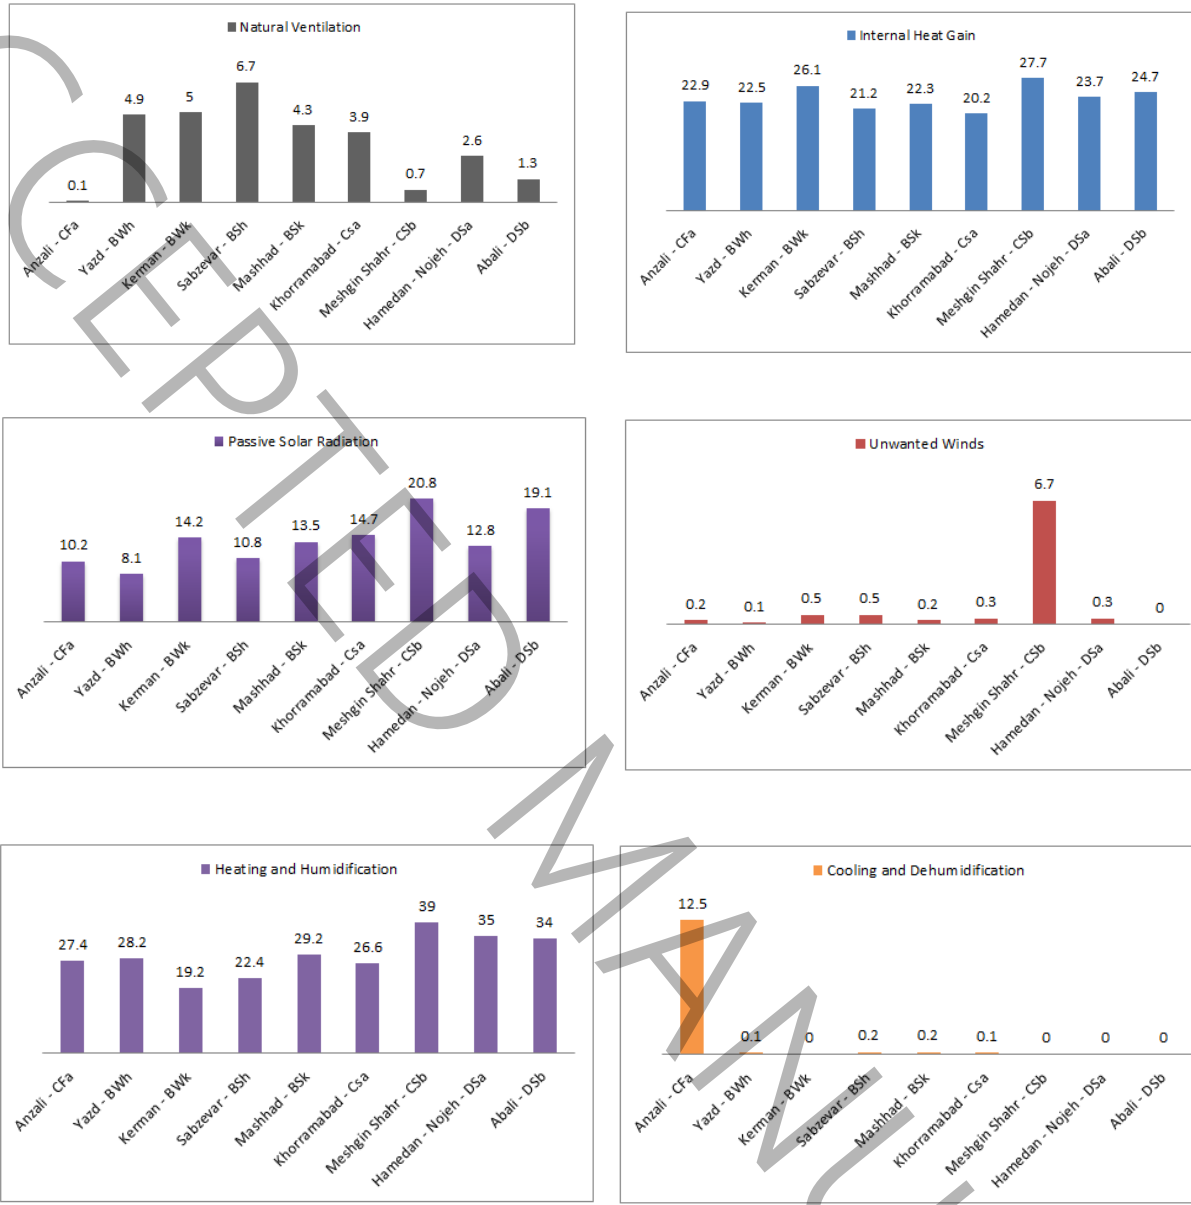 Natural Ventilation
6.7
4.9
5
4.3
3.9
2.6
1.3
0.7
0.1
Anzali - CFa
Yazd - BWh
Kerman - BWk
Sabzevar - BSh
Mashhad - BSk
Khorramabad - Csa
Meshgin Shahr - CSb
Hamedan - Nojeh - DSa
Abali - DSb
Internal Heat Gain
22.9
22.5
26.1
21.2
22.3
20.2
27.7
23.7
24.7
Anzali - CFa
Yazd - BWh
Kerman - BWk
Sabzevar - BSh
Mashhad - BSk
Khorramabad - Csa
Meshgin Shahr - CSb
Hamedan - Nojeh - DSa
Abali - DSb
Passive Solar Radiation
10.2
8.1
14.2
10.8
13.5
14.7
20.8
12.8
19.1
Anzali - CFa
Yazd - BWh
Kerman - BWk
Sabzevar - BSh
Mashhad - BSk
Khorramabad - Csa
Meshgin Shahr - CSb
Hamedan - Nojeh - DSa
Abali - DSb
Unwanted Winds
0.2
0.1
0.5
0.5
0.2
0.3
6.7
0.3
0
Anzali - CFa
Yazd - BWh
Kerman - BWk
Sabzevar - BSh
Mashhad - BSk
Khorramabad - Csa
Meshgin Shahr - CSb
Hamedan - Nojeh - DSa
Abali - DSb
Heating and Humidification
27.4
28.2
19.2
22.4
29.2
26.6
39
35
34
Anzali - CFa
Yazd - BWh
Kerman - BWk
Sabzevar - BSh
Mashhad - BSk
Khorramabad - Csa
Meshgin Shahr - CSb
Hamedan - Nojeh - DSa
Abali - DSb
Cooling and Dehumidification
12.5
0.1
0
0.2
0.2
0.1
0
0
0
Anzali - CFa
Yazd - BWh
Kerman - BWk
Sabzevar - BSh
Mashhad - BSk
Khorramabad - Csa
Meshgin Shahr - CSb
Hamedan - Nojeh - DSa
Abali - DSb
CCEPTED MANU